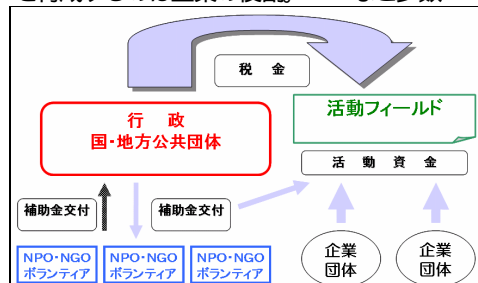 税 金
行 政
国・地方公共団体
活動フィールド
活 動 資 金
補助金交付
補助金交付
NPO・NGO
ボランティア
NPO・NGO
ボランティア
NPO・NGO
ボランティア
企業
団体
企業
団体